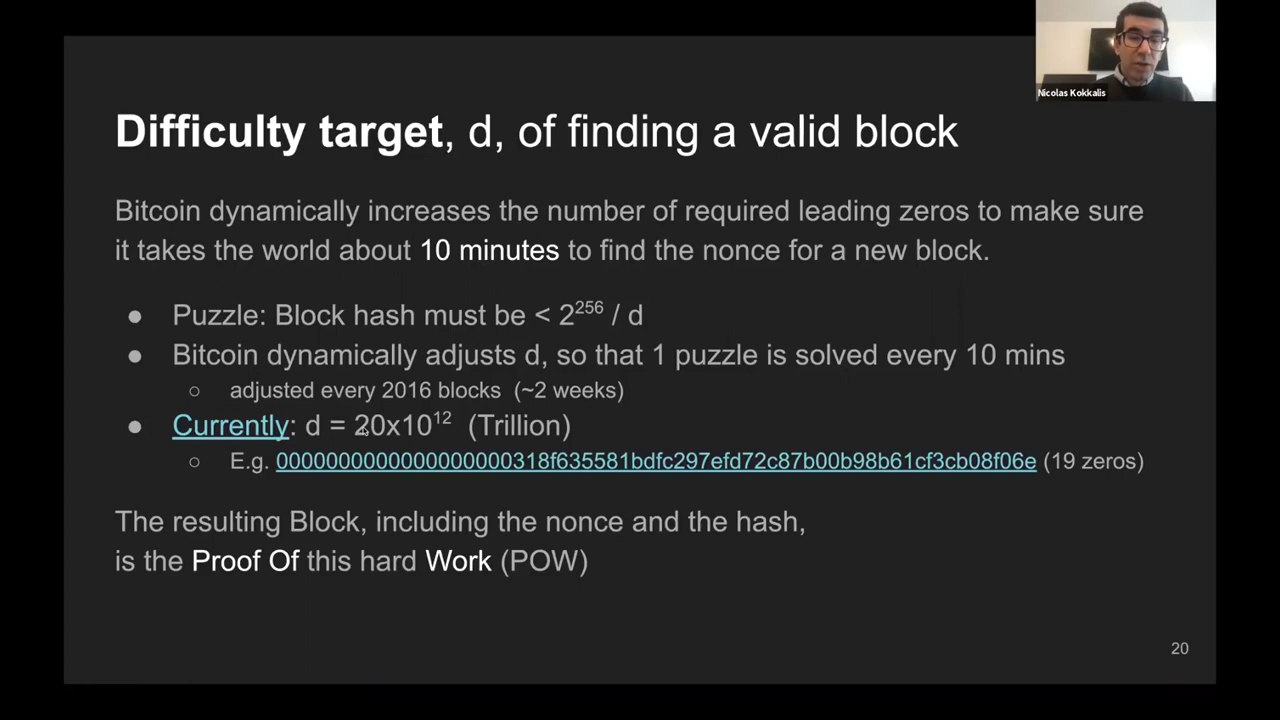 Nicolas Kokkalis
Difficulty target, d, of finding a valid block
Bitcoin dynamically increases the number of required leading zeros to make sure
it takes the world about 10 minutes to find the nonce for a new block.
● Puzzle: Block hash must be < 2²⁵⁶ / d
● Bitcoin dynamically adjusts d, so that 1 puzzle is solved every 10 mins
○ adjusted every 2016 blocks (~2 weeks)
● Currently: d = 20x10¹² (Trillion)
○ E.g.0000000000000000000318f635581bdfc297efd72c87b00b98b61cf3cb08f06e (19 zeros)
The resulting Block, including the nonce and the hash,
is the Proof Of this hard Work (POW)
20